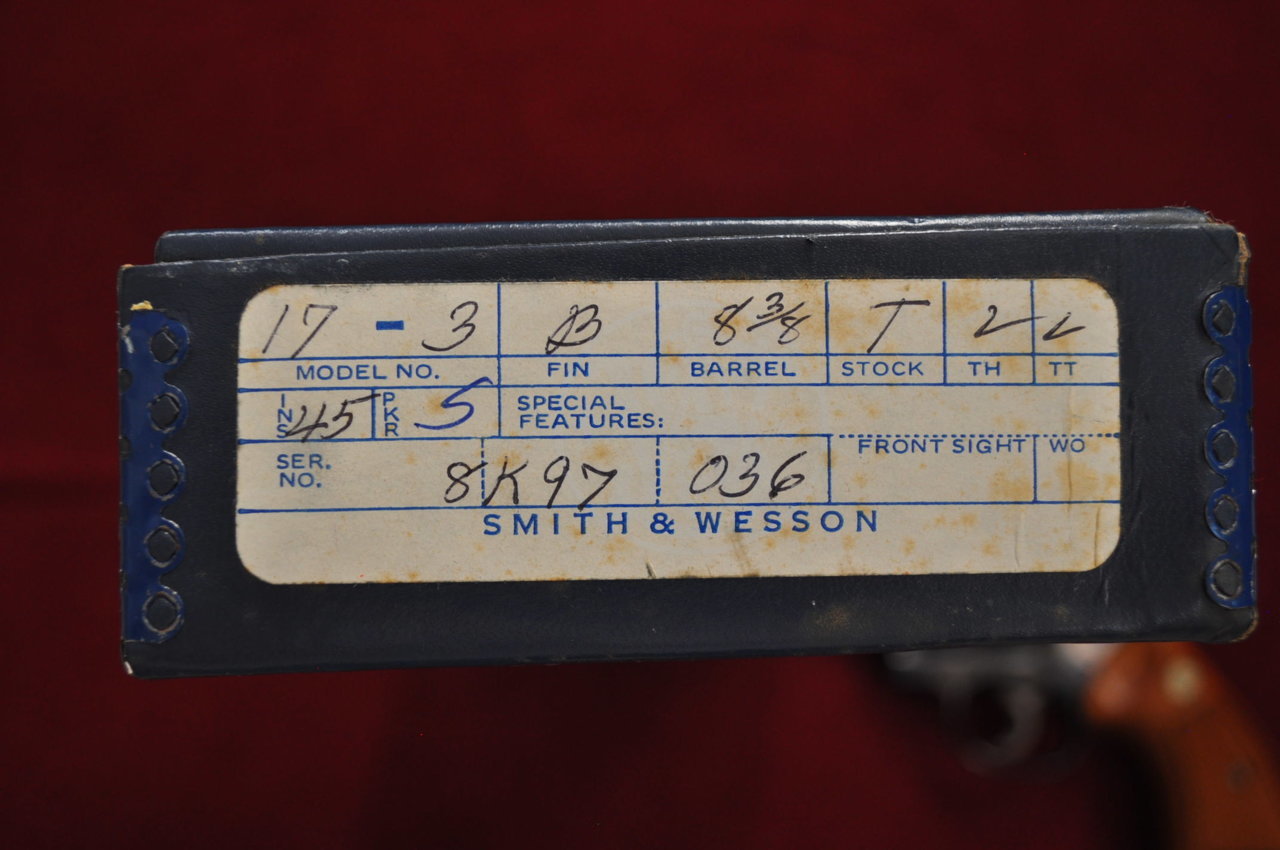 17 - 3 B 8 3/8 T 2 2
MODEL NO. FIN BARREL STOCK TH TT
INS 45 PKR 5 SPECIAL FEATURES:
FRONT SIGHT WO
SER. NO. 8K97 036
SMITH & WESSON